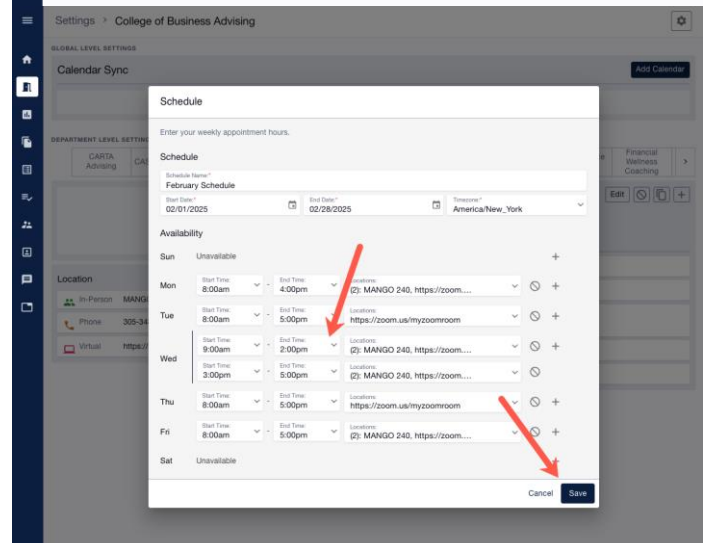 Settings > College of Business Advising
GLOBAL LEVEL SETTINGS
Calendar Sync
Add Calendar
DEPARTMENT LEVEL SETTING
CARTA
Advising
CAS
Financial
Wellness
Coaching
Edit
Location
In-Person MANG
Phone 305-34
Virtual https://
Schedule
Enter your weekly appointment hours.
Schedule
Schedule Name:*
February Schedule
Start Date:* End Date:* Timezone:*
02/01/2025 02/28/2025 America/New_York
Availability
Sun Unavailable +
Start Time: End Time: Locations:
Mon 8:00am - 4:00pm (2): MANGO 240, https://zoom.... +
Start Time: End Time: Locations:
Tue 8:00am - 5:00pm https://zoom.us/myzoomroom +
Start Time: End Time: Locations:
9:00am - 2:00pm (2): MANGO 240, https://zoom.... +
Wed
Start Time: End Time: Locations:
3:00pm - 5:00pm (2): MANGO 240, https://zoom....
Start Time: End Time: Locations:
Thu 8:00am - 5:00pm https://zoom.us/myzoomroom +
Start Time: End Time: Locations:
Fri 8:00am - 5:00pm (2): MANGO 240, https://zoom.... +
Sat Unavailable +
Cancel Save